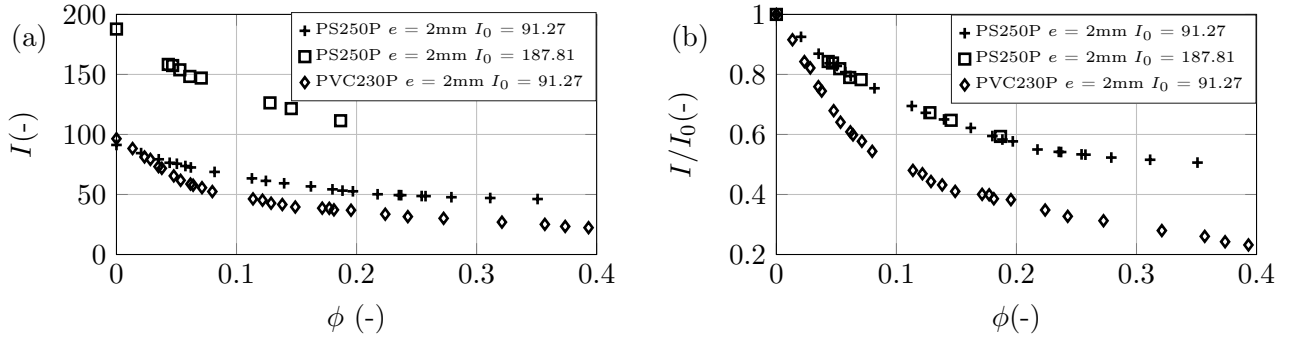 (a)
200
150
100
50
0
I(-)
0 0.1 0.2 0.3 0.4
ϕ (-)
PS250P e = 2mm I₀ = 91.27
PS250P e = 2mm I₀ = 187.81
PVC230P e = 2mm I₀ = 91.27
(b)
1
0.8
0.6
0.4
0.2
I/I₀(-)
0 0.1 0.2 0.3 0.4
ϕ(-)
PS250P e = 2mm I₀ = 91.27
PS250P e = 2mm I₀ = 187.81
PVC230P e = 2mm I₀ = 91.27